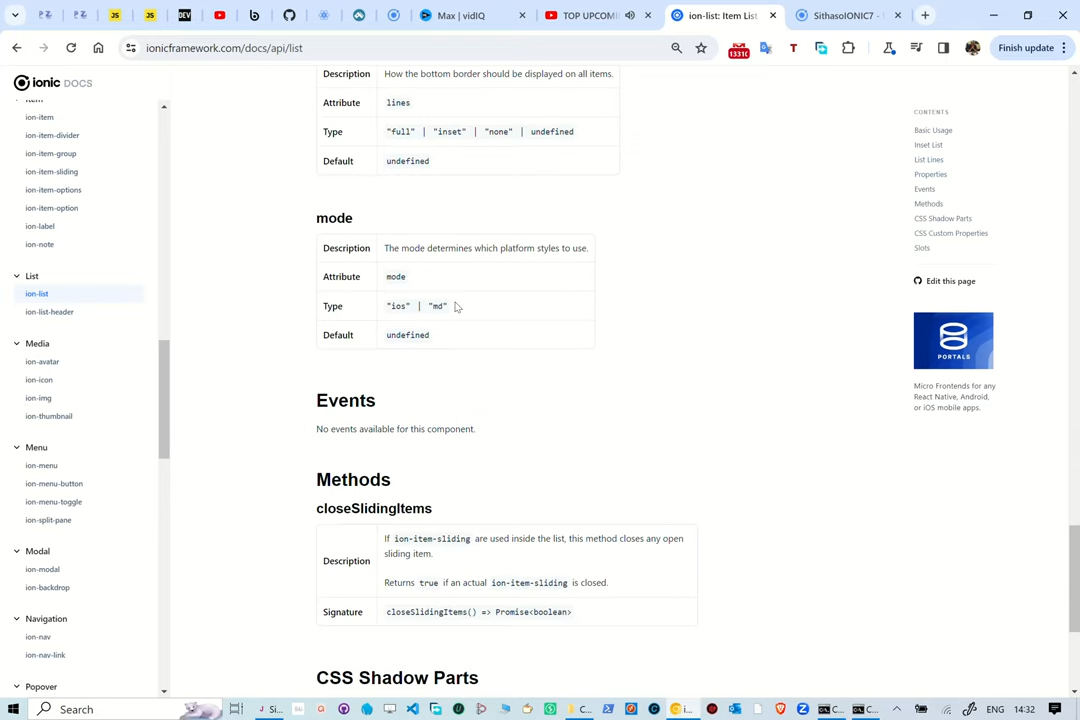 Max | vidIQ
TOP UPCOMI
ion-list: Item List
SithasoIONIC7 -
ionicframework.com/docs/api/list
1331
T
Finish update
ionic DOCS
Item
ion-item
ion-item-divider
ion-item-group
ion-item-sliding
ion-item-options
ion-item-option
ion-label
ion-note
List
ion-list
ion-list-header
Media
ion-avatar
ion-icon
ion-img
ion-thumbnail
Menu
ion-menu
ion-menu-button
ion-menu-toggle
ion-split-pane
Modal
ion-modal
ion-backdrop
Navigation
ion-nav
ion-nav-link
Popover
Description How the bottom border should be displayed on all items.
Attribute lines
Type "full" | "inset" | "none" | undefined
Default undefined
mode
Description The mode determines which platform styles to use.
Attribute mode
Type "ios" | "md"
Default undefined
Events
No events available for this component.
Methods
closeSlidingItems
Description If ion-item-sliding are used inside the list, this method closes any open
sliding item.
Returns true if an actual ion-item-sliding is closed.
Signature closeSlidingItems() => Promise<boolean>
CSS Shadow Parts
CONTENTS
Basic Usage
Inset List
List Lines
Properties
Events
Methods
CSS Shadow Parts
CSS Custom Properties
Slots
Edit this page
PORTALS
Micro Frontends for any
React Native, Android,
or iOS mobile apps.
Search
Si...
C...
i...
C...
C...
ENG
14:32